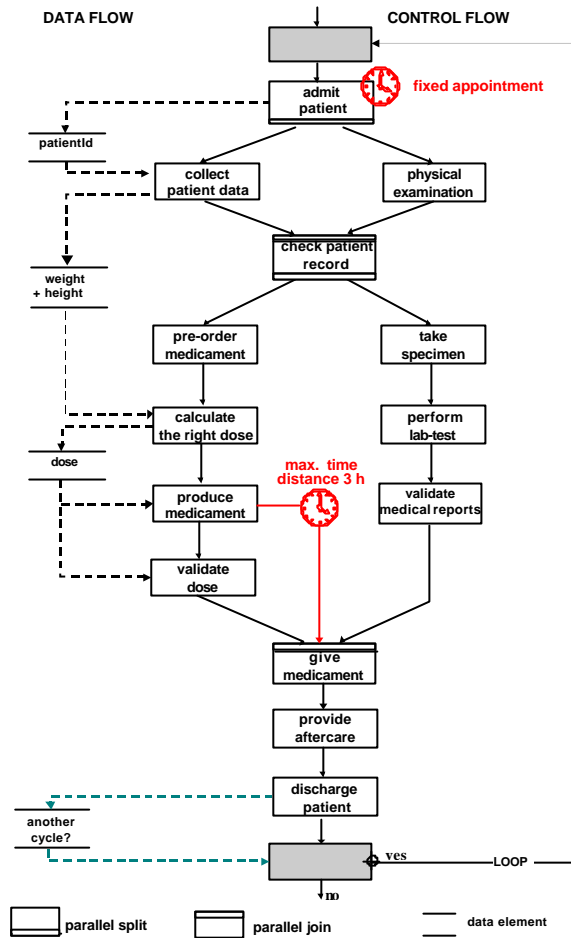 DATA FLOW
CONTROL FLOW
admit
patient
fixed appointment
patientId
collect
patient data
physical
examination
check patient
record
weight
+ height
pre-order
medicament
take
specimen
calculate
the right dose
perform
lab-test
dose
max. time
distance 3 h
produce
medicament
validate
medical reports
validate
dose
give
medicament
provide
aftercare
discharge
patient
another
cycle?
yes
LOOP
no
parallel split
parallel join
data element